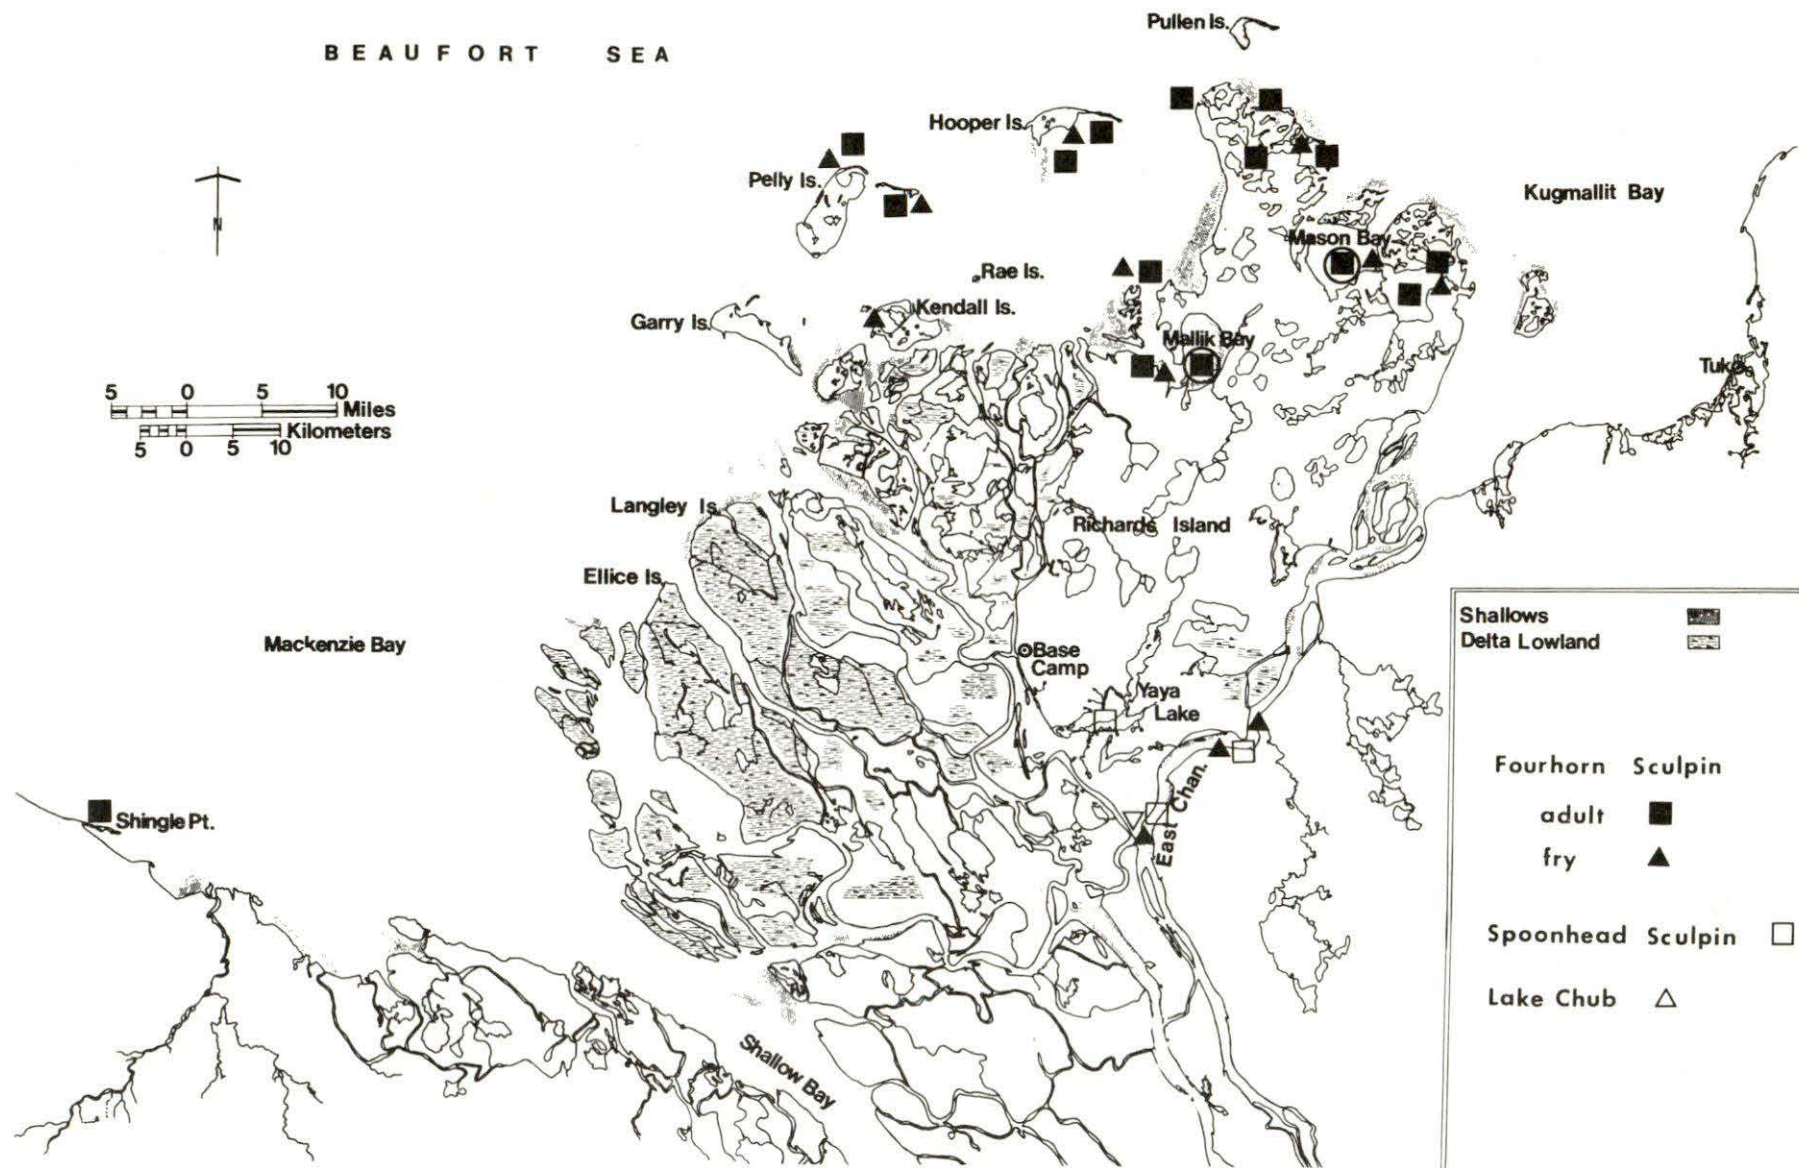 Pullen Is.
BEAUFORT SEA
Hooper Is.
Pelly Is.
Kugmallit Bay
N
Mason Bay
Rae Is.
Kendall Is.
Garry Is.
Mallik Bay
Tuk
5 0 5 10
Miles
Kilometers
5 0 5 10
Langley Is.
Richards Island
Ellice Is.
Shallows
Delta Lowland
Mackenzie Bay
Base
Camp
Yaya
Lake
Fourhorn Sculpin
adult
fry
East Chan.
Shingle Pt.
Spoonhead Sculpin
Lake Chub
Shallow Bay